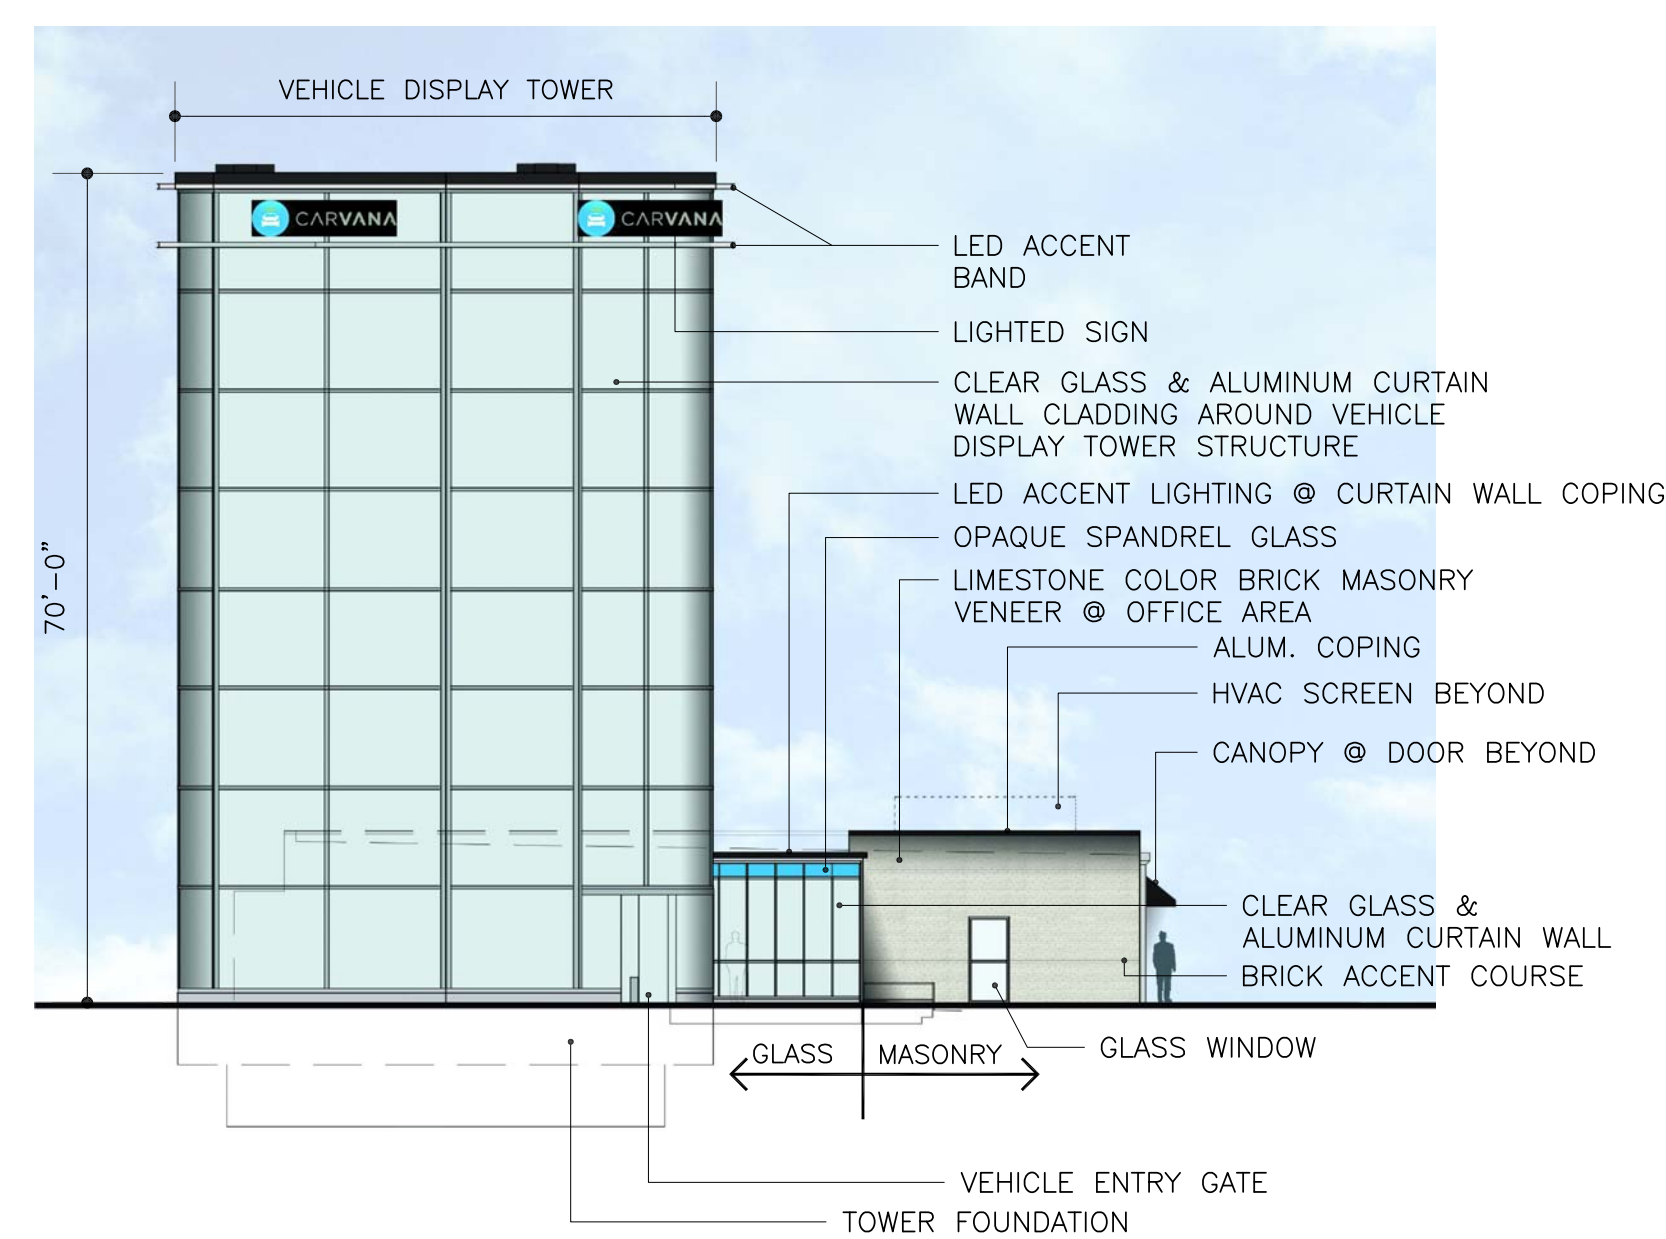 VEHICLE DISPLAY TOWER
CARVANA
CARVANA
LED ACCENT
BAND
LIGHTED SIGN
CLEAR GLASS & ALUMINUM CURTAIN
WALL CLADDING AROUND VEHICLE
DISPLAY TOWER STRUCTURE
LED ACCENT LIGHTING @ CURTAIN WALL COPING
OPAQUE SPANDREL GLASS
LIMESTONE COLOR BRICK MASONRY
VENEER @ OFFICE AREA
70'-0"
ALUM. COPING
HVAC SCREEN BEYOND
CANOPY @ DOOR BEYOND
CLEAR GLASS &
ALUMINUM CURTAIN WALL
BRICK ACCENT COURSE
GLASS WINDOW
GLASS
MASONRY
VEHICLE ENTRY GATE
TOWER FOUNDATION